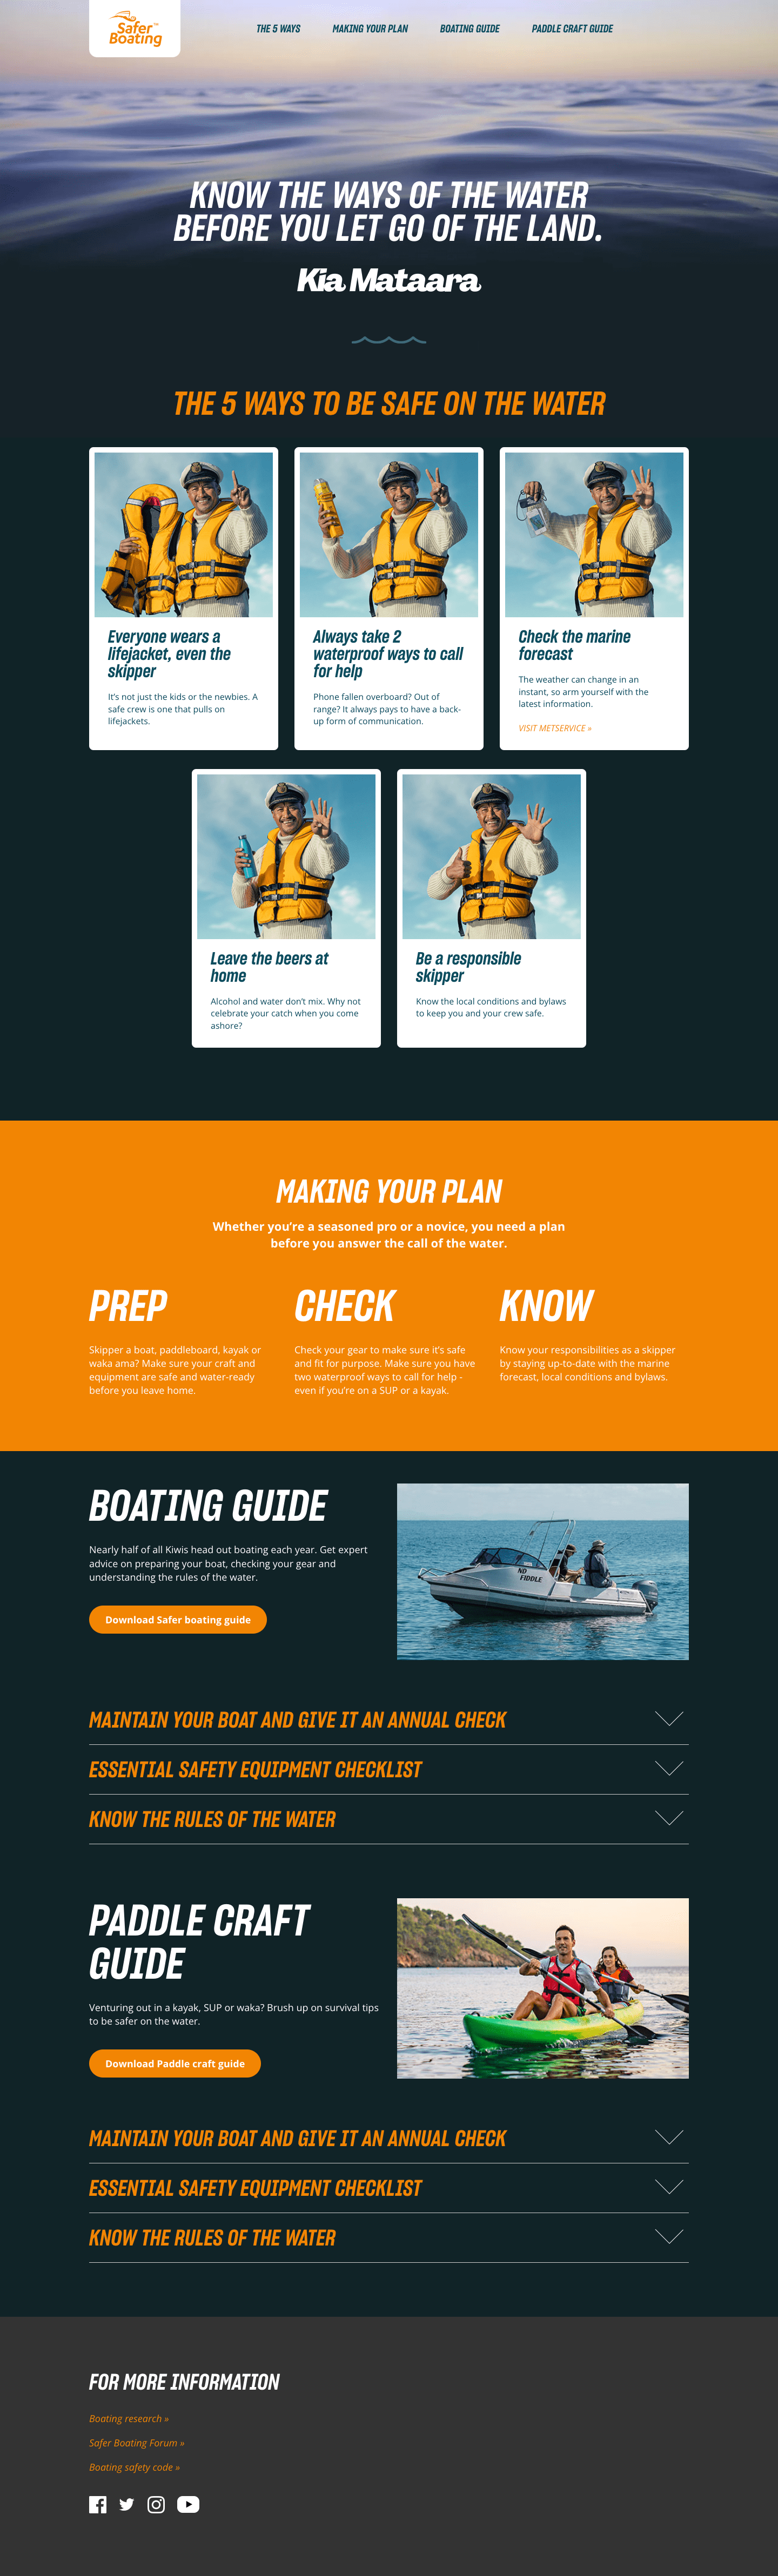 Safer™
Boating
THE 5 WAYS
MAKING YOUR PLAN
BOATING GUIDE
PADDLE CRAFT GUIDE
KNOW THE WAYS OF THE WATER
BEFORE YOU LET GO OF THE LAND.
Kia Mataara
THE 5 WAYS TO BE SAFE ON THE WATER
Everyone wears a
lifejacket, even the
skipper
It's not just the kids or the newbies. A
safe crew is one that pulls on
lifejackets.
Always take 2
waterproof ways to call
for help
Phone fallen overboard? Out of
range? It always pays to have a back-
up form of communication.
Check the marine
forecast
The weather can change in an
instant, so arm yourself with the
latest information.
VISIT METSERVICE »
Leave the beers at
home
Alcohol and water don't mix. Why not
celebrate your catch when you come
ashore?
Be a responsible
skipper
Know the local conditions and bylaws
to keep you and your crew safe.
MAKING YOUR PLAN
Whether you're a seasoned pro or a novice, you need a plan
before you answer the call of the water.
PREP
Skipper a boat, paddleboard, kayak or
waka ama? Make sure your craft and
equipment are safe and water-ready
before you leave home.
CHECK
Check your gear to make sure it's safe
and fit for purpose. Make sure you have
two waterproof ways to call for help -
even if you're on a SUP or a kayak.
KNOW
Know your responsibilities as a skipper
by staying up-to-date with the marine
forecast, local conditions and bylaws.
BOATING GUIDE
Nearly half of all Kiwis head out boating each year. Get expert
advice on preparing your boat, checking your gear and
understanding the rules of the water.
Download Safer boating guide
ND
FIDDLE
MAINTAIN YOUR BOAT AND GIVE IT AN ANNUAL CHECK
ESSENTIAL SAFETY EQUIPMENT CHECKLIST
KNOW THE RULES OF THE WATER
PADDLE CRAFT
GUIDE
Venturing out in a kayak, SUP or waka? Brush up on survival tips
to be safer on the water.
Download Paddle craft guide
MAINTAIN YOUR BOAT AND GIVE IT AN ANNUAL CHECK
ESSENTIAL SAFETY EQUIPMENT CHECKLIST
KNOW THE RULES OF THE WATER
FOR MORE INFORMATION
Boating research »
Safer Boating Forum »
Boating safety code »